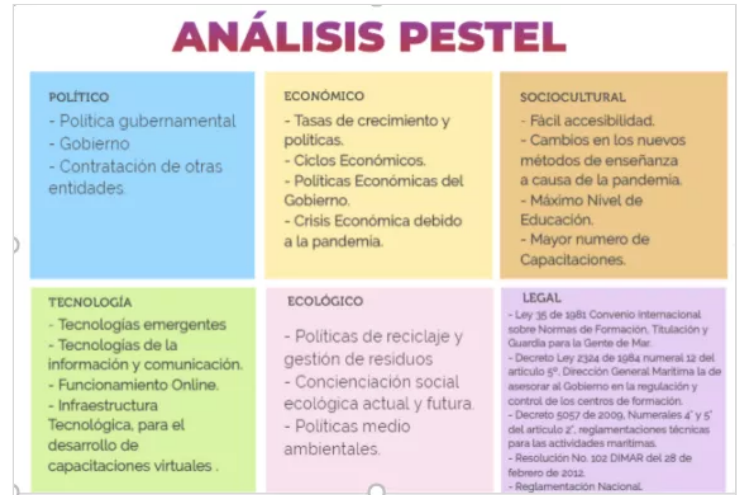 ANÁLISIS PESTEL
POLÍTICO
- Política gubernamental
- Gobierno
- Contratación de otras
entidades.
ECONÓMICO
- Tasas de crecimiento y
políticas.
- Ciclos Económicos.
- Políticas Económicas del
Gobierno.
- Crisis Económica debido
a la pandemia.
SOCIOCULTURAL
- Fácil accesibilidad.
- Cambios en los nuevos
métodos de enseñanza
a causa de la pandemia.
- Máximo Nivel de
Educación.
- Mayor numero de
Capacitaciones.
TECNOLOGÍA
- Tecnologías emergentes
- Tecnologías de la
información y comunicación.
- Funcionamiento Online.
- Infraestructura
Tecnológica, para el
desarrollo de
capacitaciones virtuales .
ECOLÓGICO
- Políticas de reciclaje y
gestión de residuos
- Concienciación social
ecológica actual y futura.
- Políticas medio
ambientales.
LEGAL
- Ley 35 de 1981 Convenio Internacional
sobre Normas de Formación, Titulación y
Guardia para la Gente de Mar.
- Decreto Ley 2324 de 1984 numeral 12 del
artículo 5º, Dirección General Marítima la de
asesorar al Gobierno en la regulación y
control de los centros de formación.
- Decreto 5057 de 2009, Numerales 4° y 5°
del artículo 2°, reglamentaciones técnicas
para las actividades marítimas.
- Resolución No. 102 DIMAR del 28 de
febrero de 2012.
- Reglamentación Nacional.